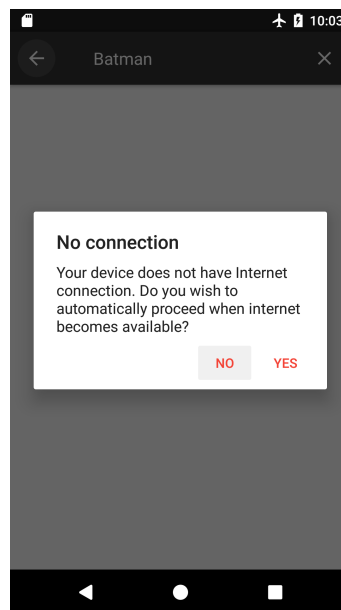 10:03
Batman
No connection
Your device does not have Internet
connection. Do you wish to
automatically proceed when internet
becomes available?
NO YES